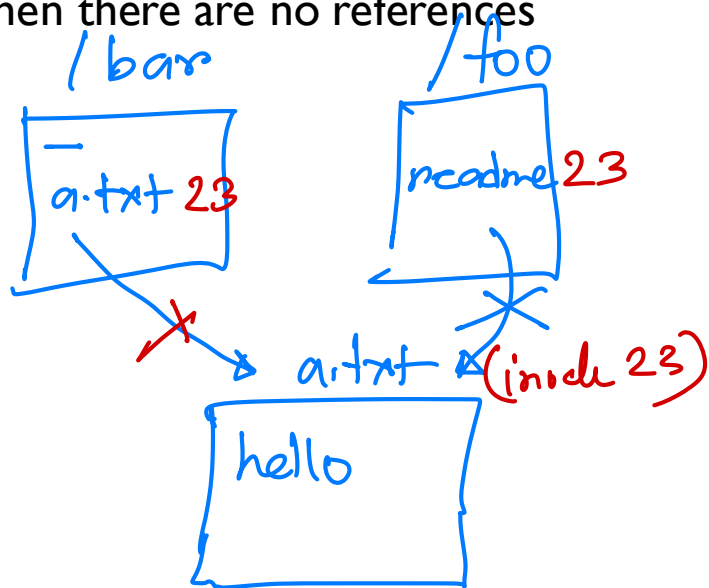 hen there are no references
/bar
/foo
a.txt 23
readme 23
a.txt (inode 23)
hello